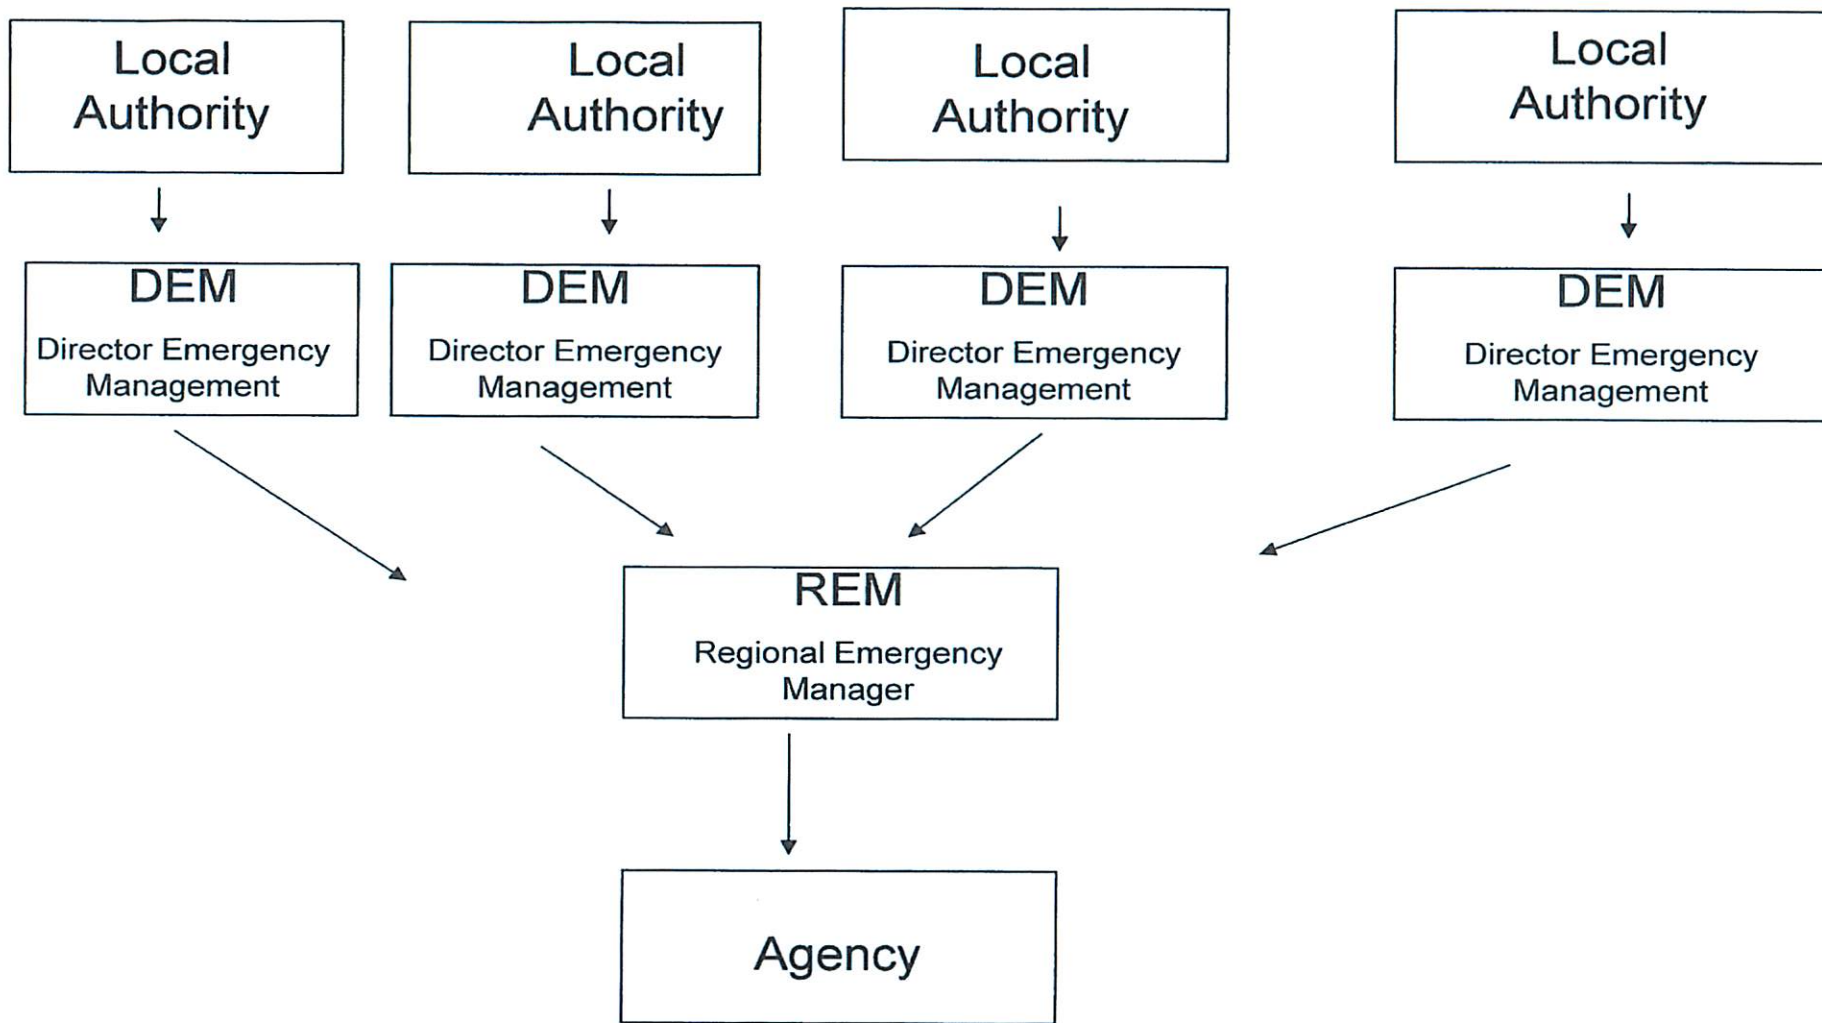 Local
Authority
Local
Authority
Local
Authority
Local
Authority
DEM
Director Emergency
Management
DEM
Director Emergency
Management
DEM
Director Emergency
Management
DEM
Director Emergency
Management
REM
Regional Emergency
Manager
Agency